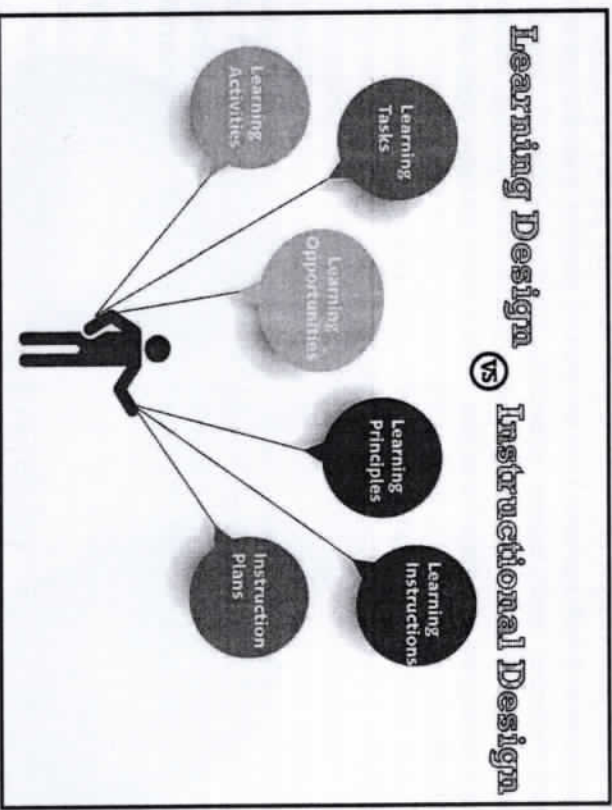 Learning Design vs Instructional Design
Learning
Activities
Learning
Tasks
Learning
Opportunities
Learning
Principles
Learning
Instructions
Instruction
Plans